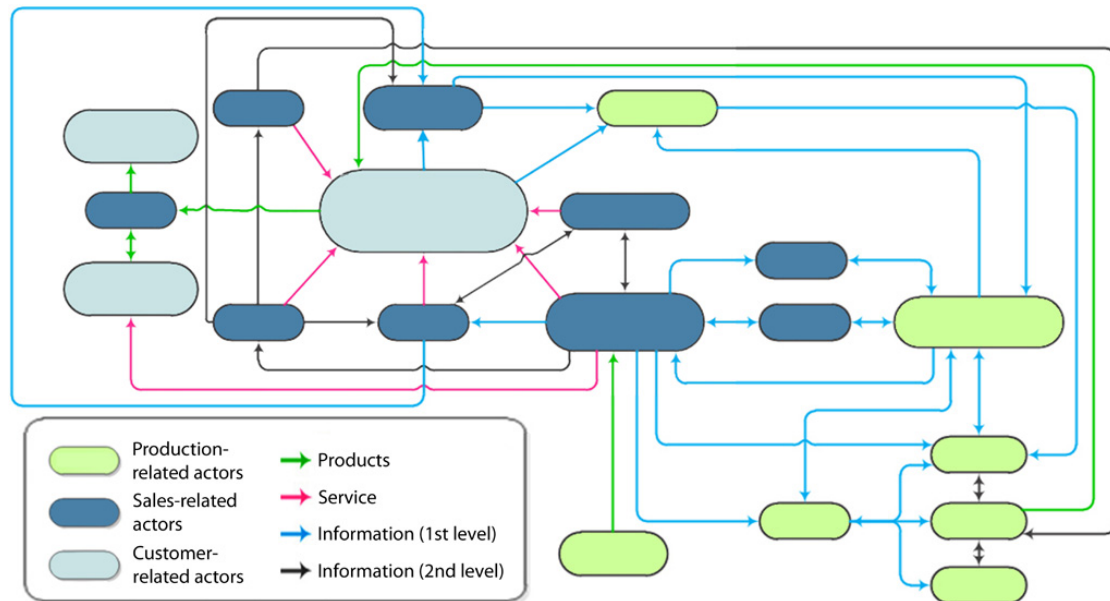 Production-
related actors
Sales-related
actors
Customer-
related actors
Products
Service
Information (1st level)
Information (2nd level)